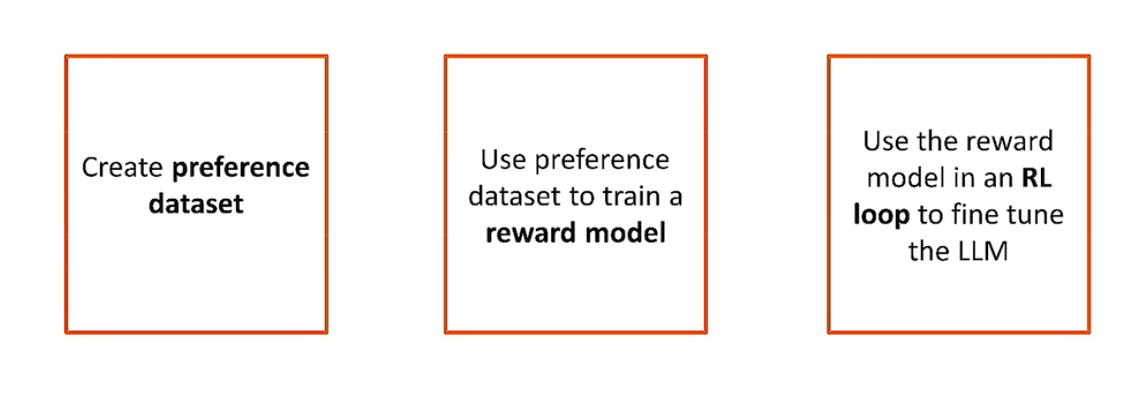 Create preference
dataset
Use preference
dataset to train a
reward model
Use the reward
model in an RL
loop to fine tune
the LLM